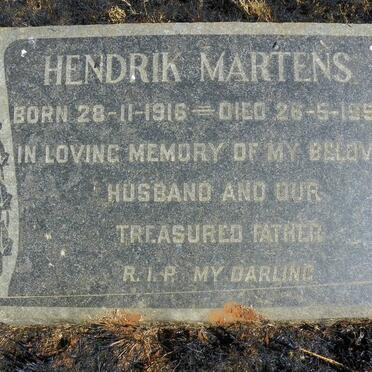 HENDRIK MARTENS
BORN 28-11-1916 = DIED 26-5-195
IN LOVING MEMORY OF MY BELOV
HUSBAND AND OUR
TREASURED FATHER
R.I.P. MY DARLING